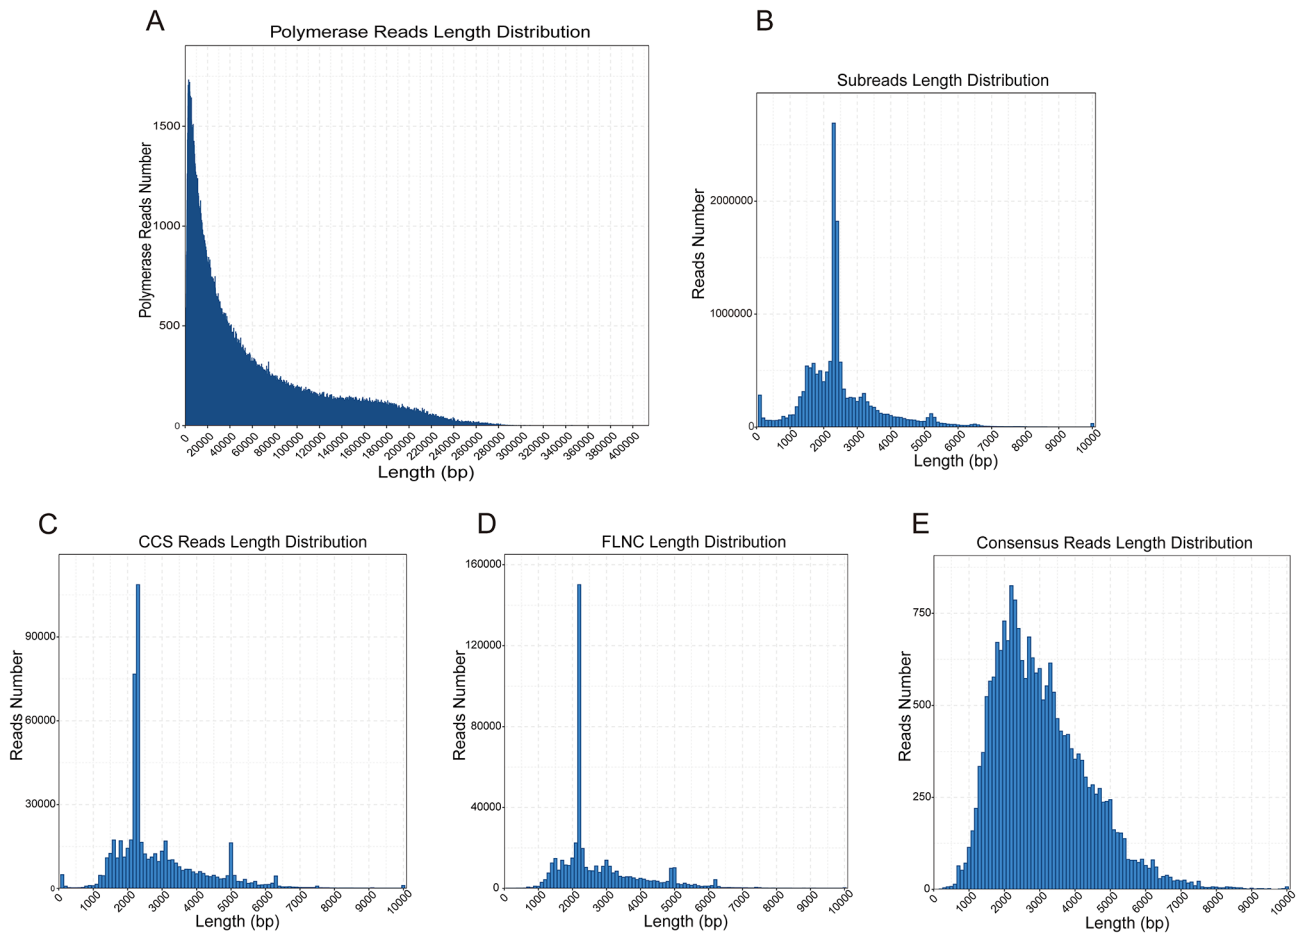 A
Polymerase Reads Length Distribution
Polymerase Reads Number
1500
1000
500
0
0 20000 40000 60000 80000 100000 120000 140000 160000 180000 200000 220000 240000 260000 280000 300000 320000 340000 360000 380000 400000
Length (bp)
B
Subreads Length Distribution
Reads Number
2000000
1000000
0
0 1000 2000 3000 4000 5000 6000 7000 8000 9000 10000
Length (bp)
C
CCS Reads Length Distribution
Reads Number
90000
60000
30000
0
0 1000 2000 3000 4000 5000 6000 7000 8000 9000 10000
Length (bp)
D
FLNC Length Distribution
Reads Number
160000
120000
80000
40000
0
0 1000 2000 3000 4000 5000 6000 7000 8000 9000 10000
Length (bp)
E
Consensus Reads Length Distribution
Reads Number
750
500
250
0
0 1000 2000 3000 4000 5000 6000 7000 8000 9000 10000
Length (bp)